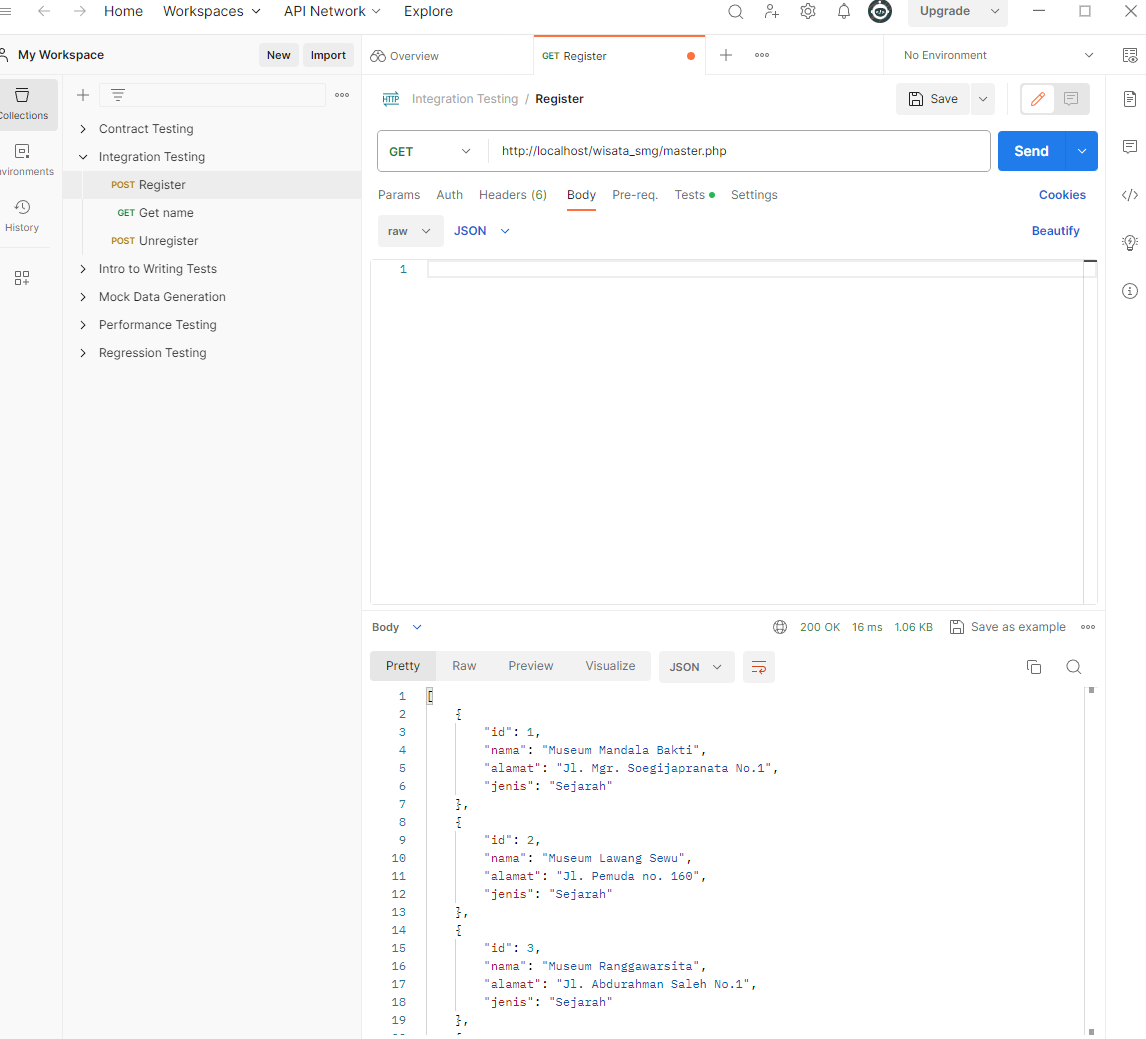 Home Workspaces API Network Explore Upgrade
My Workspace New Import Overview GET Register No Environment
Integration Testing / Register Save
Collections
Contract Testing
Integration Testing
POST Register
GET Get name
POST Unregister
Intro to Writing Tests
Mock Data Generation
Performance Testing
Regression Testing
vironments
History
GET http://localhost/wisata_smg/master.php Send
Params Auth Headers (6) Body Pre-req. Tests Settings Cookies
raw JSON Beautify
1
Body 200 OK 16 ms 1.06 KB Save as example
Pretty Raw Preview Visualize JSON
1 [
2 {
3 "id": 1,
4 "nama": "Museum Mandala Bakti",
5 "alamat": "Jl. Mgr. Soegijapranata No.1",
6 "jenis": "Sejarah"
7 },
8 {
9 "id": 2,
10 "nama": "Museum Lawang Sewu",
11 "alamat": "Jl. Pemuda no. 160",
12 "jenis": "Sejarah"
13 },
14 {
15 "id": 3,
16 "nama": "Museum Ranggawarsita",
17 "alamat": "Jl. Abdurahman Saleh No.1",
18 "jenis": "Sejarah"
19 },